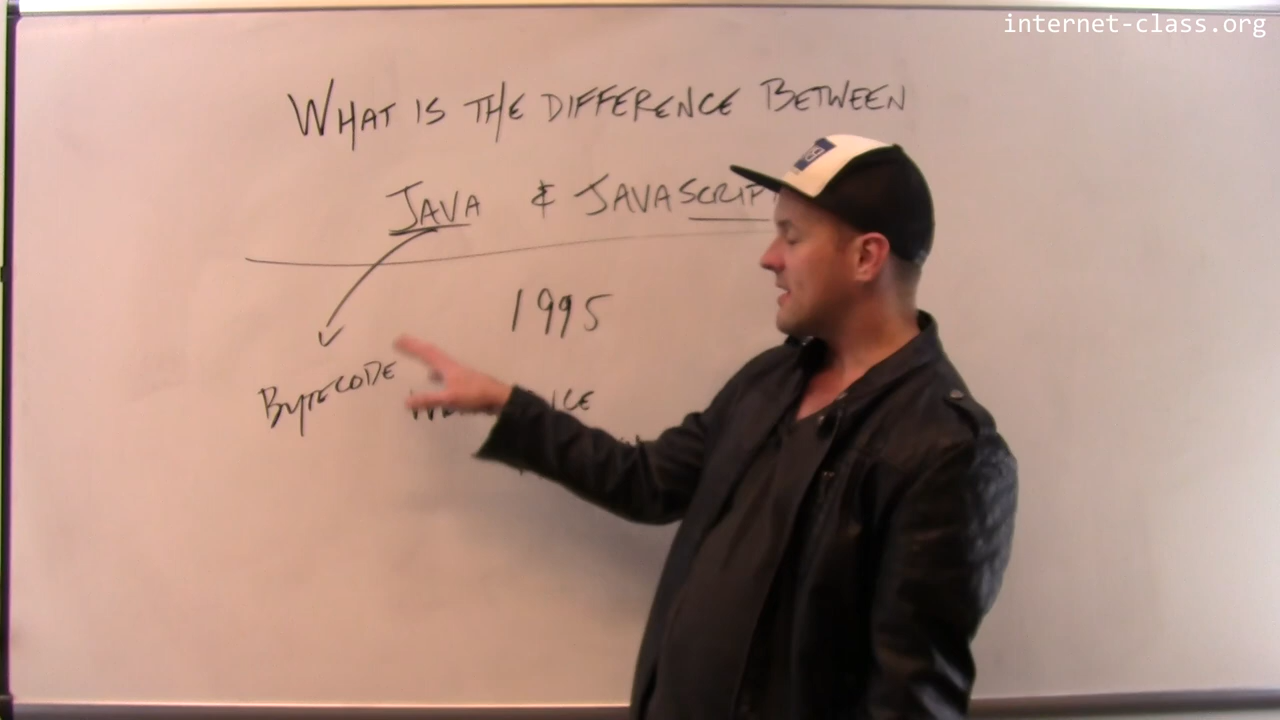 internet-class.org
WHAT IS THE DIFFERENCE BETWEEN
JAVA & JAVASCRIP
1995
BYTECODE